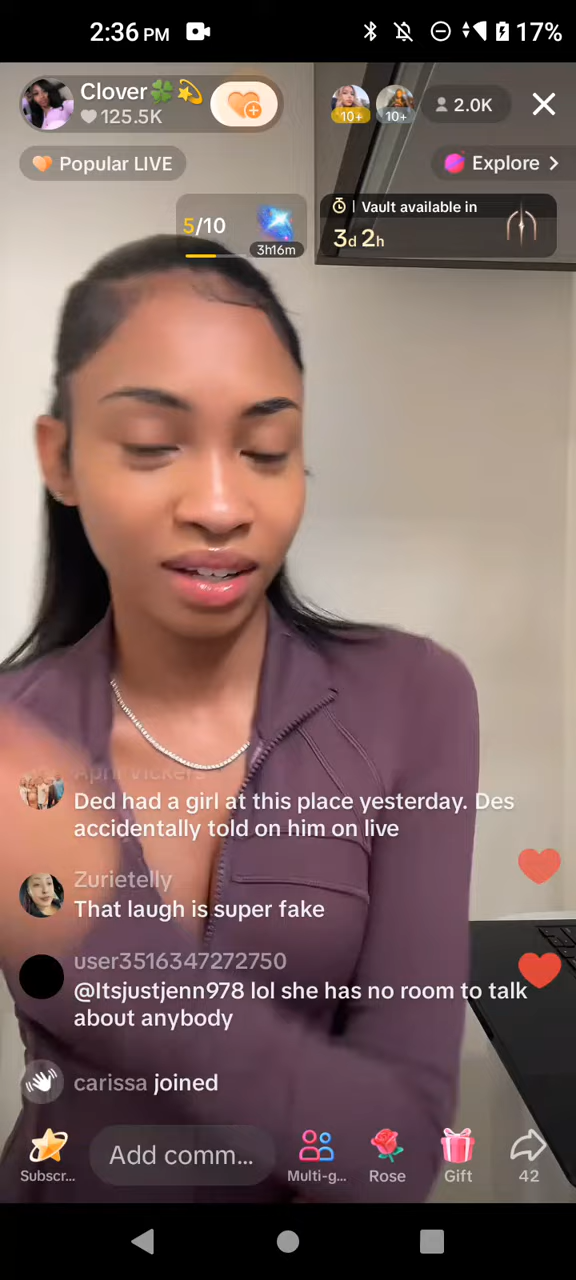 2:36 PM
17%
Clover🍀💫
125.5K
10+
10+
2.0K
Popular LIVE
Explore >
5/10
3h16m
Vault available in
3d 2h
April Vickers
Ded had a girl at this place yesterday. Des
accidentally told on him on live
Zurietelly
That laugh is super fake
user3516347272750
@Itsjustjenn978 lol she has no room to talk
about anybody
carissa joined
Subscr...
Add comm...
Multi-g...
Rose
Gift
42